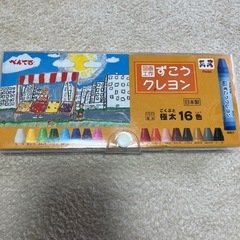 ぺんてる
図画
工作
ずこう
クレヨン
日本製
ごくぶと
極太16色